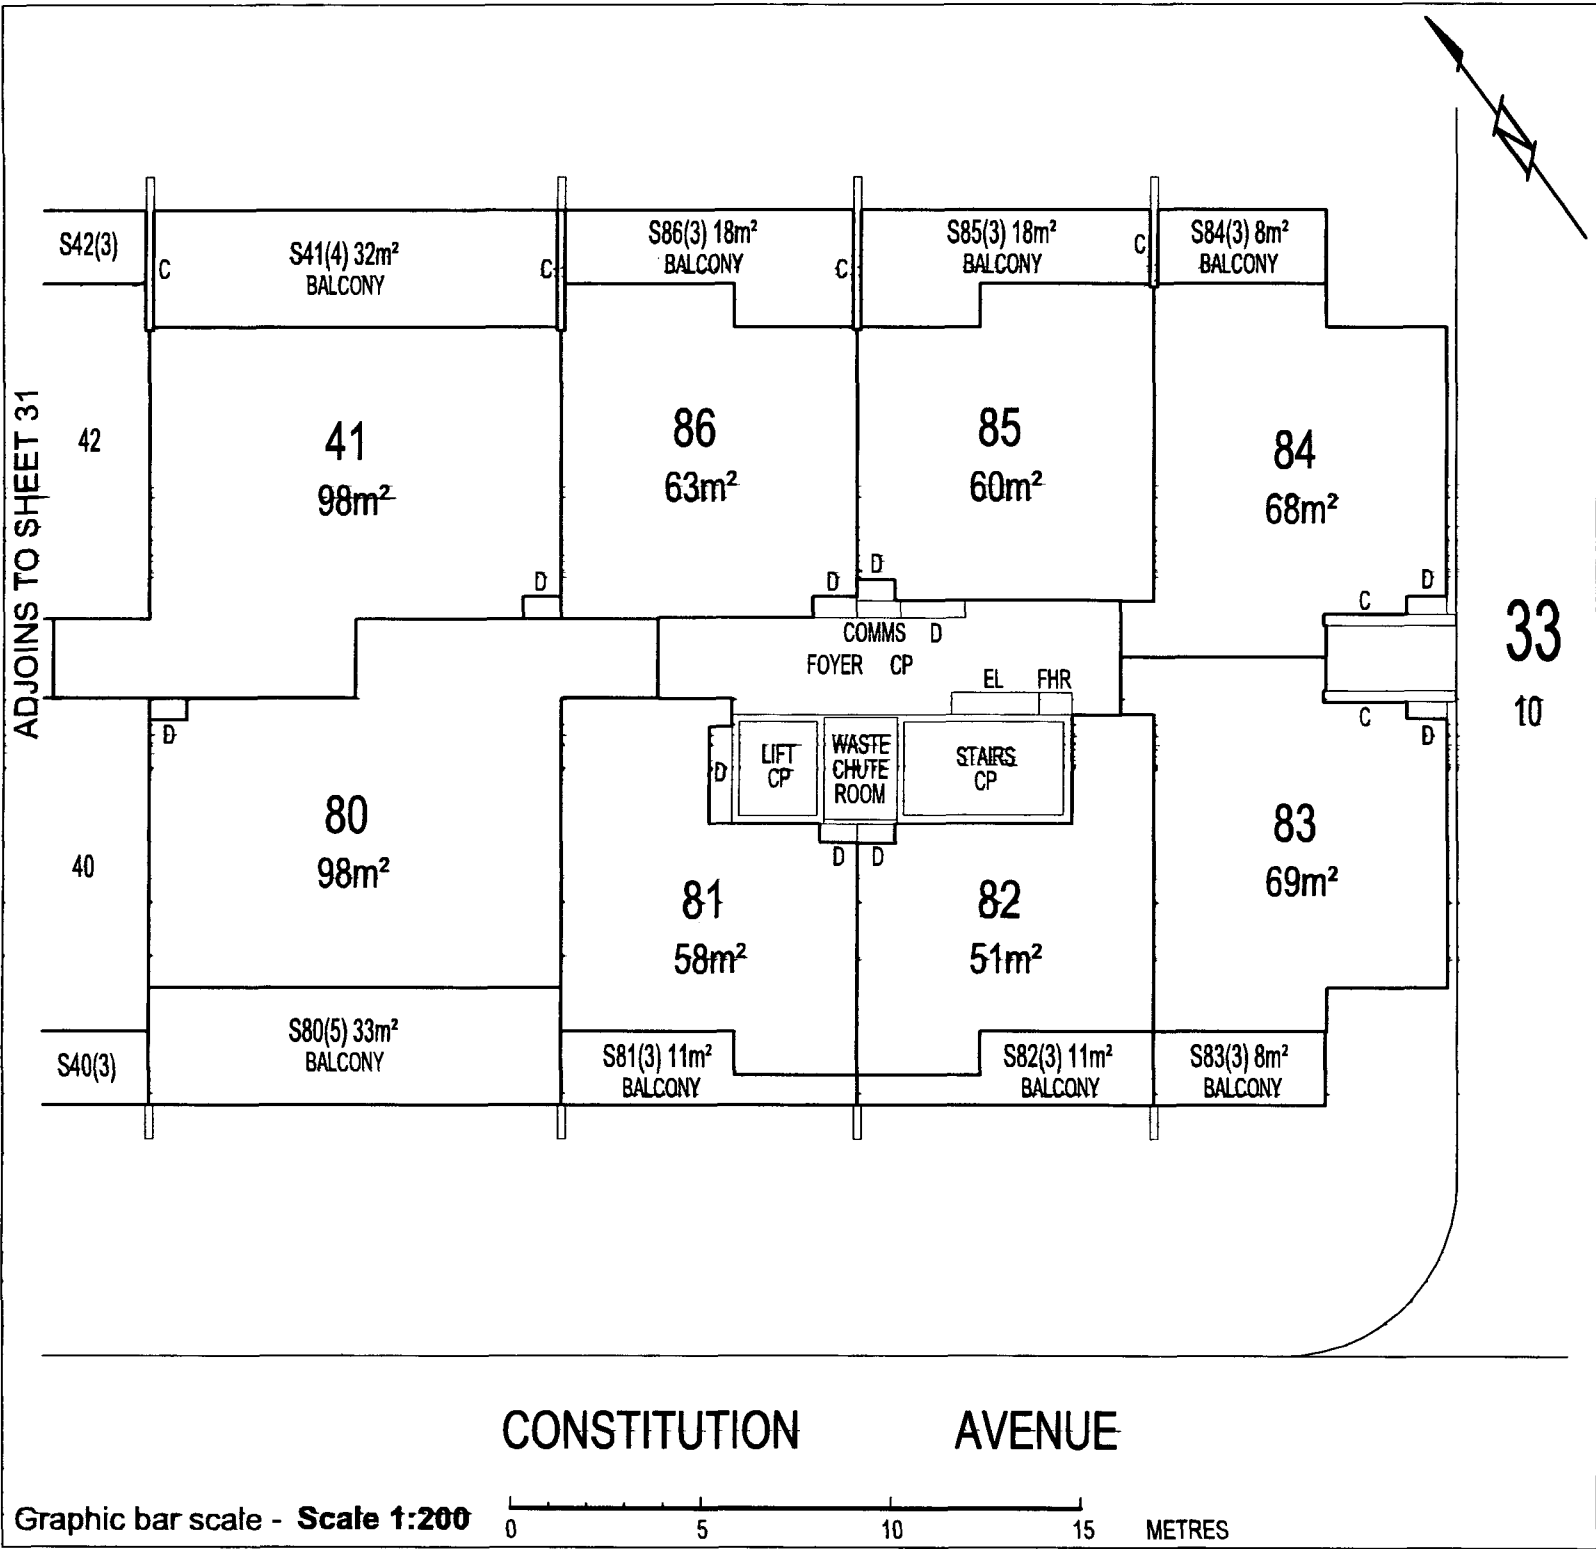 S42(3)
C
S41(4) 32m²
BALCONY
C
S86(3) 18m²
BALCONY
C
S85(3) 18m²
BALCONY
C
S84(3) 8m²
BALCONY
N
ADJOINS TO SHEET 31
42
41
98m²
D
86
63m²
D
85
60m²
D
84
68m²
D
C
COMMS D
FOYER CP
EL FHR
33
10
C
D
D
40
80
98m²
D
LIFT
CP
WASTE
CHUTE
ROOM
STAIRS
CP
D D
81
58m²
82
51m²
83
69m²
S40(3)
S80(5) 33m²
BALCONY
S81(3) 11m²
BALCONY
S82(3) 11m²
BALCONY
S83(3) 8m²
BALCONY
CONSTITUTION AVENUE
Graphic bar scale - Scale 1:200
0 5 10 15 METRES